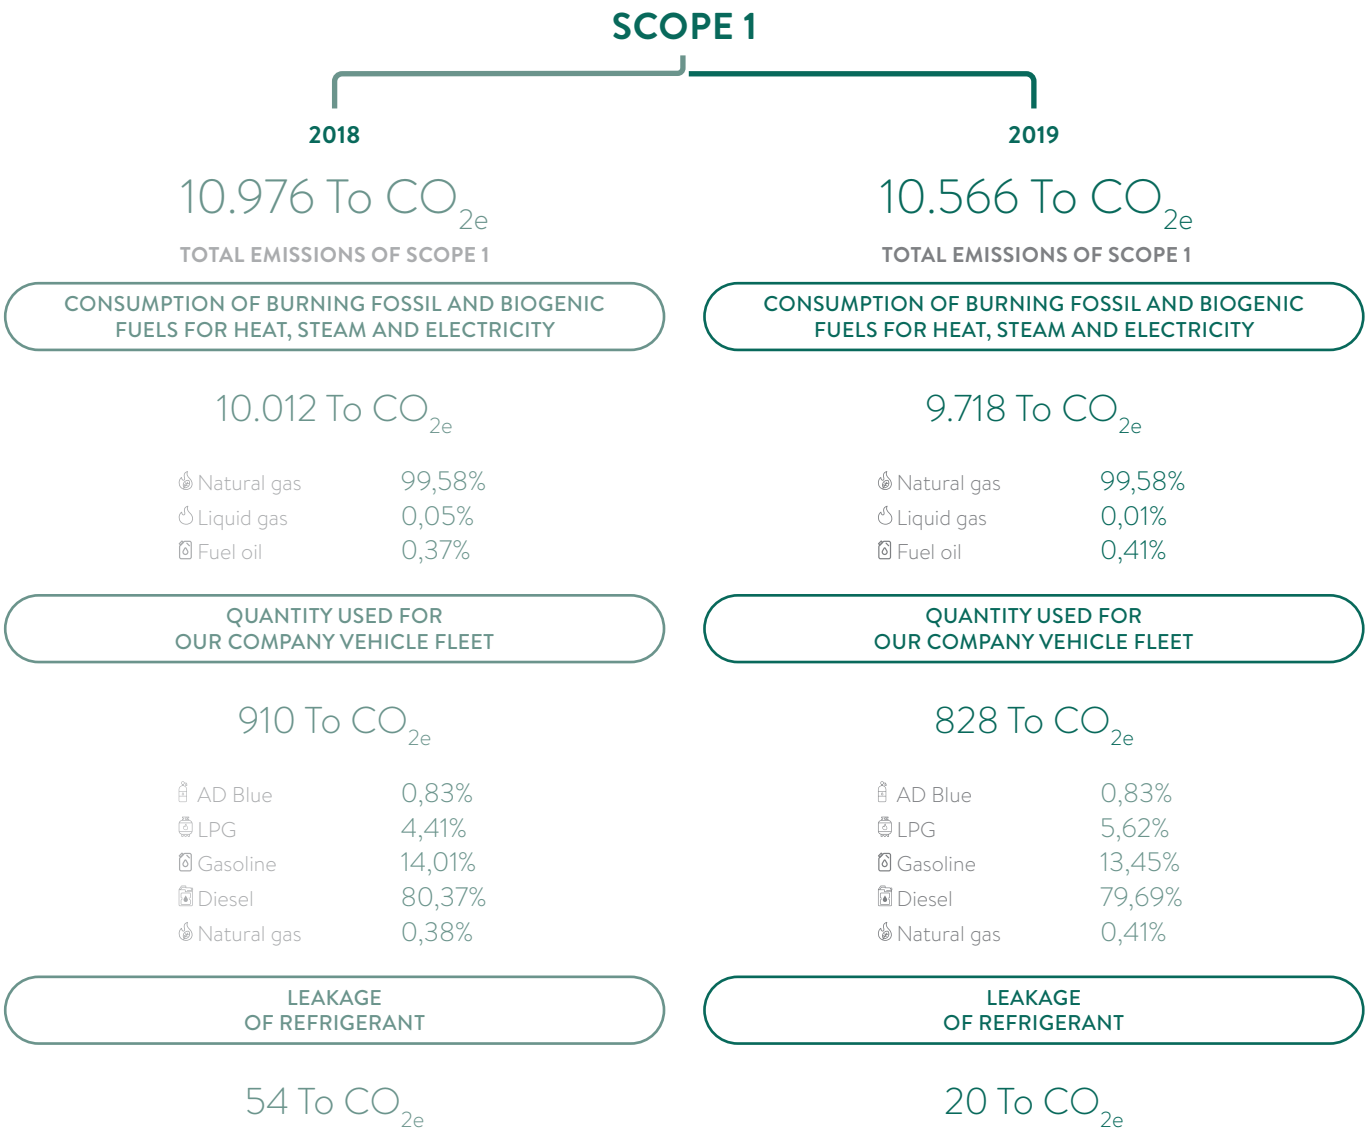 SCOPE 1
2018
10.976 To CO2e
TOTAL EMISSIONS OF SCOPE 1
CONSUMPTION OF BURNING FOSSIL AND BIOGENIC
FUELS FOR HEAT, STEAM AND ELECTRICITY
10.012 To CO2e
Natural gas 99,58%
Liquid gas 0,05%
Fuel oil 0,37%
QUANTITY USED FOR
OUR COMPANY VEHICLE FLEET
910 To CO2e
AD Blue 0,83%
LPG 4,41%
Gasoline 14,01%
Diesel 80,37%
Natural gas 0,38%
LEAKAGE
OF REFRIGERANT
54 To CO2e
2019
10.566 To CO2e
TOTAL EMISSIONS OF SCOPE 1
CONSUMPTION OF BURNING FOSSIL AND BIOGENIC
FUELS FOR HEAT, STEAM AND ELECTRICITY
9.718 To CO2e
Natural gas 99,58%
Liquid gas 0,01%
Fuel oil 0,41%
QUANTITY USED FOR
OUR COMPANY VEHICLE FLEET
828 To CO2e
AD Blue 0,83%
LPG 5,62%
Gasoline 13,45%
Diesel 79,69%
Natural gas 0,41%
LEAKAGE
OF REFRIGERANT
20 To CO2e